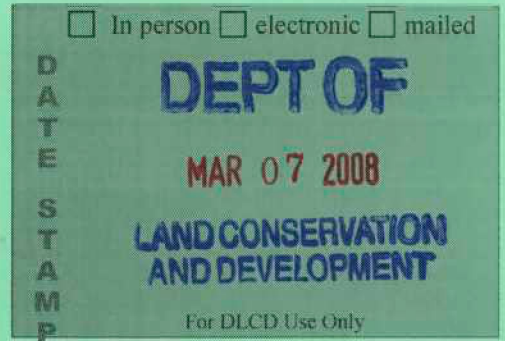 ☐ In person ☐ electronic ☐ mailed
DATE STAMP
DEPT OF
MAR 07 2008
LAND CONSERVATION
AND DEVELOPMENT
For DLCD Use Only